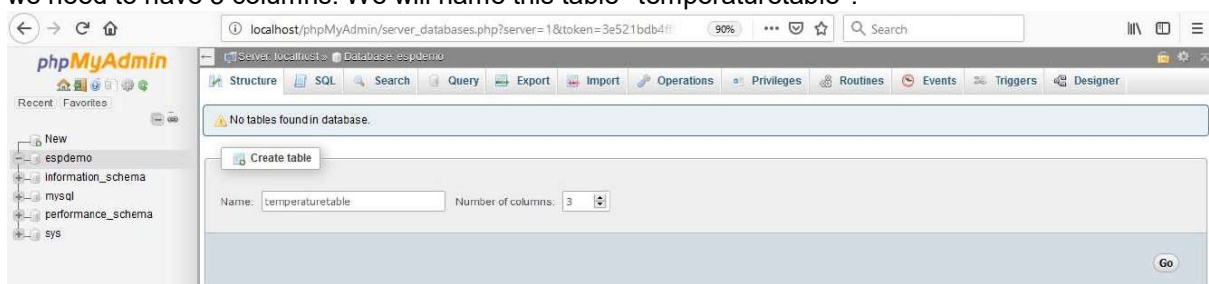 we need to have 3 columns. We will name this table "temperaturetable".
localhost/phpMyAdmin/server_databases.php?server=1&token=3e521bdb4f 90% Search
phpMyAdmin
Server: localhost » Database: espdemo
Structure SQL Search Query Export Import Operations Privileges Routines Events Triggers Designer
Recent Favorites
No tables found in database.
New
espdemo
information_schema
mysql
performance_schema
sys
Create table
Name: temperaturetable Number of columns: 3
Go